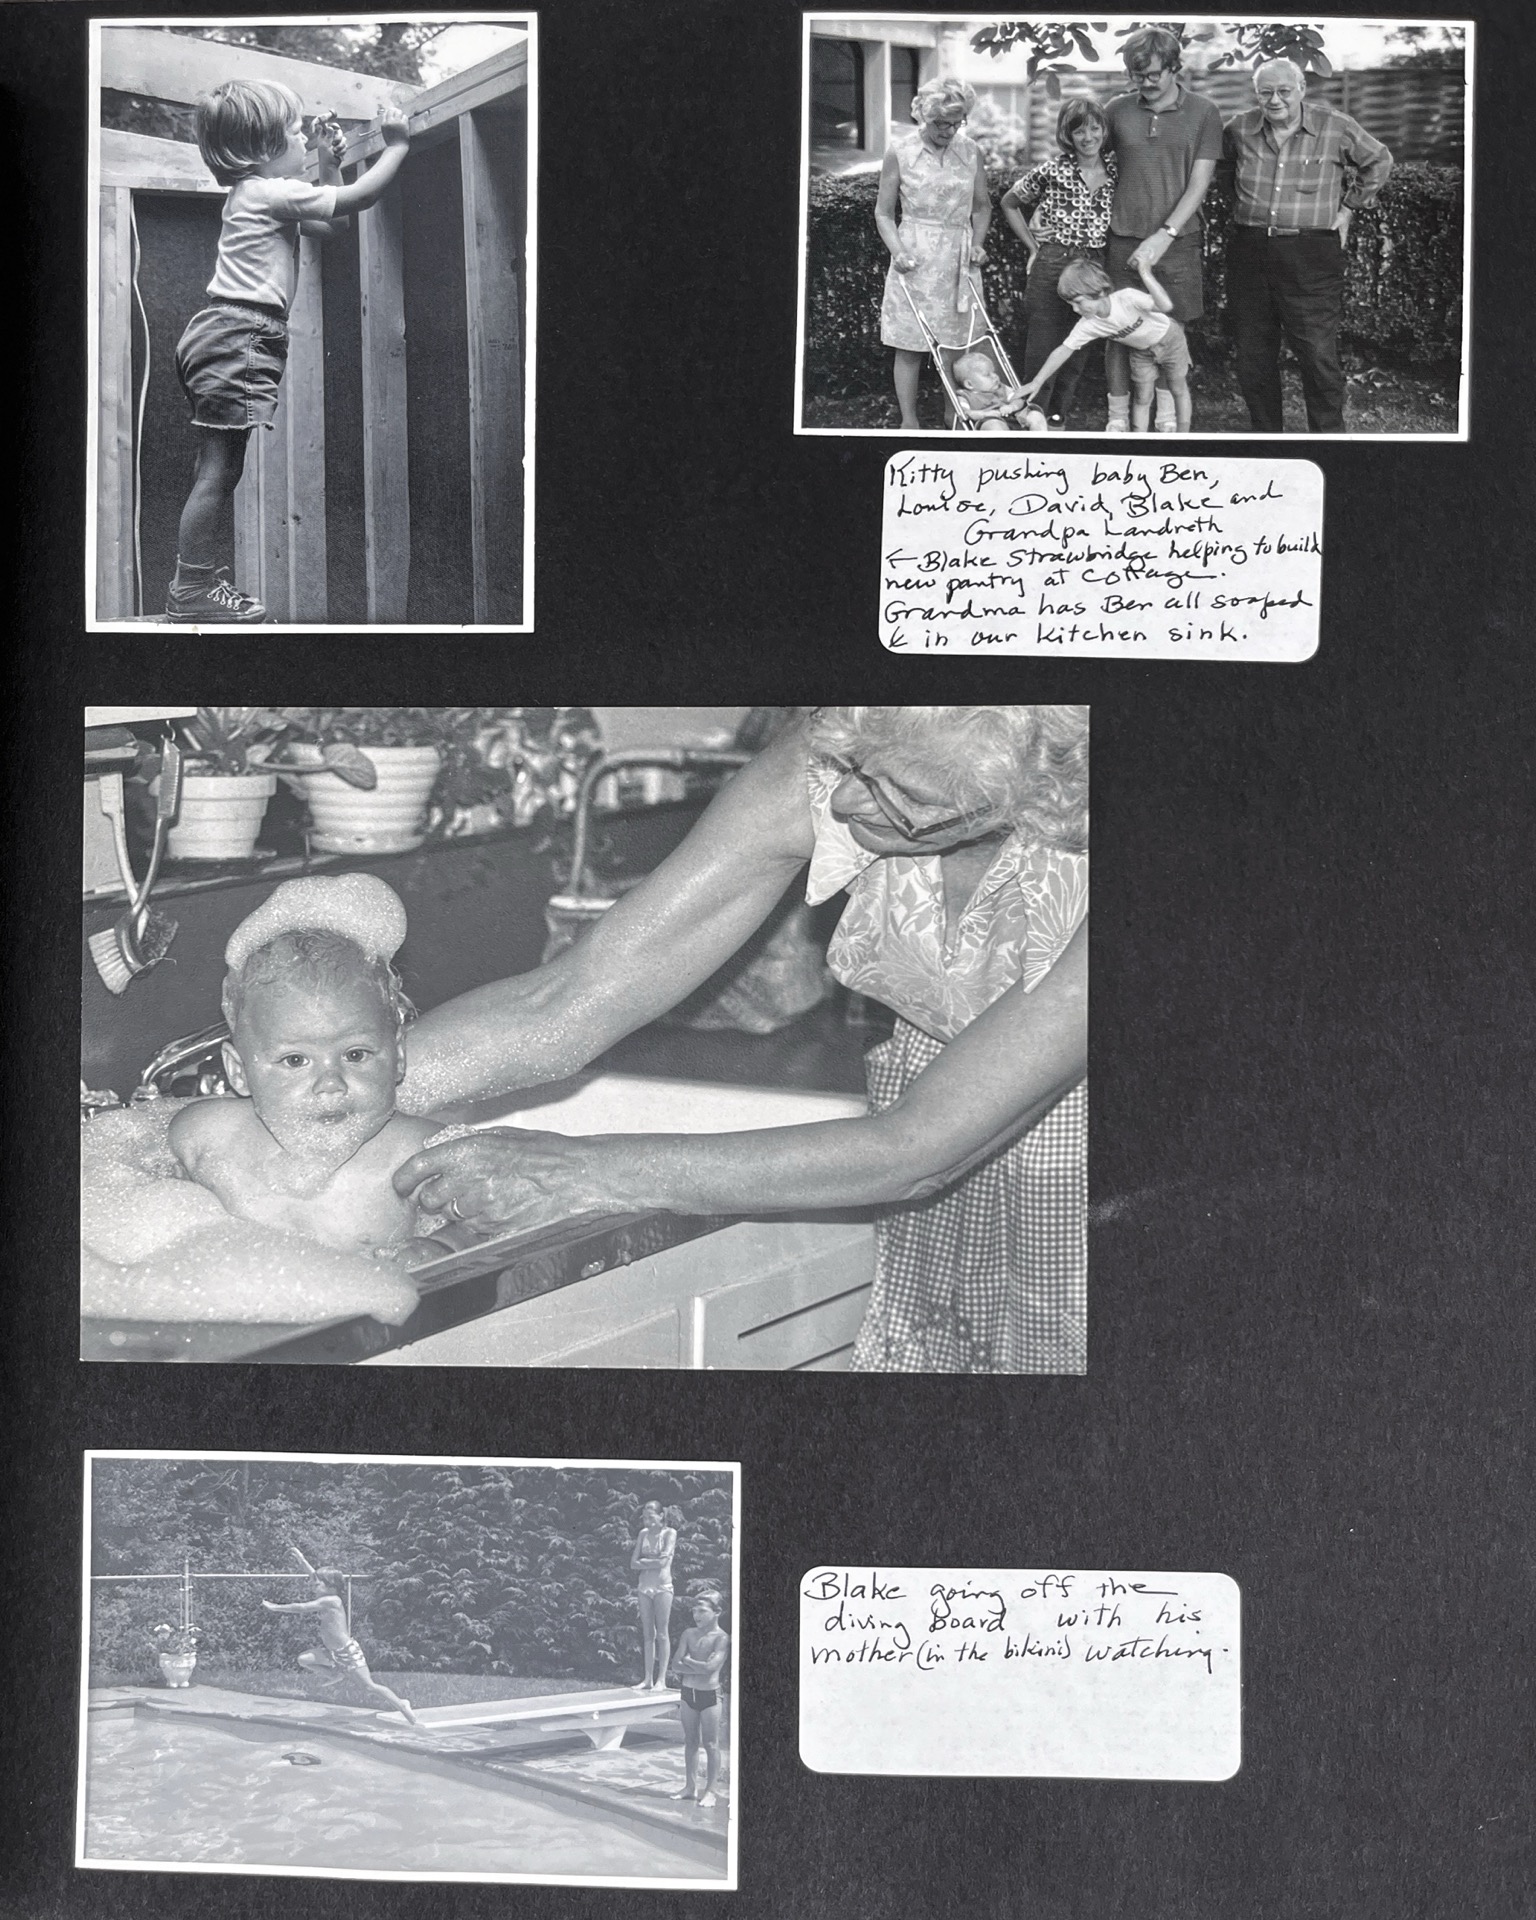 Kitty pushing baby Ben,
Louise, David, Blake and
Grandpa Landreth
← Blake Strawbridge helping to build
new pantry at Cottage.
Grandma has Ben all soaped
↙ in our kitchen sink.
Blake going off the
diving board with his
mother (in the bikini) watching.